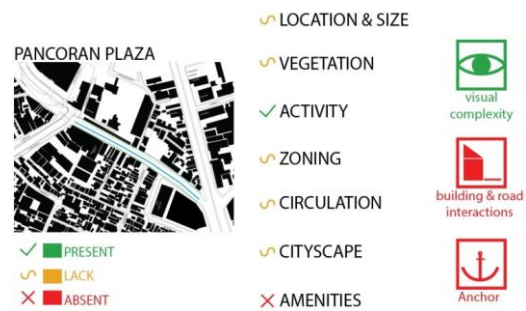 PANCORAN PLAZA
PRESENT
LACK
ABSENT
LOCATION & SIZE
VEGETATION
ACTIVITY
ZONING
CIRCULATION
CITYSCAPE
AMENITIES
visual
complexity
building & road
interactions
Anchor